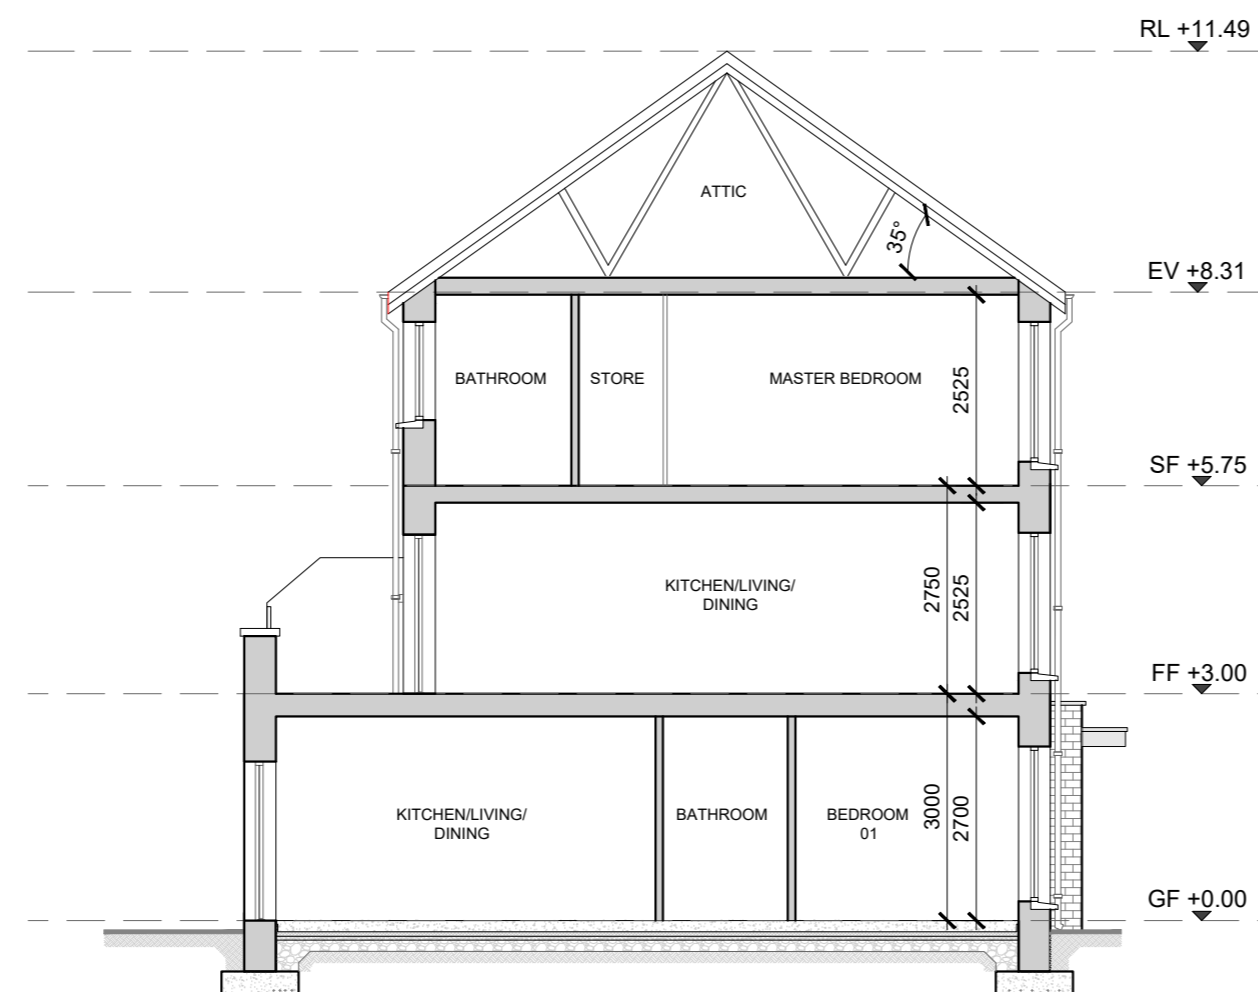 RL +11.49
ATTIC
35°
EV +8.31
BATHROOM
STORE
MASTER BEDROOM
2525
SF +5.75
KITCHEN/LIVING/
DINING
2750
2525
FF +3.00
KITCHEN/LIVING/
DINING
BATHROOM
BEDROOM
01
3000
2700
GF +0.00